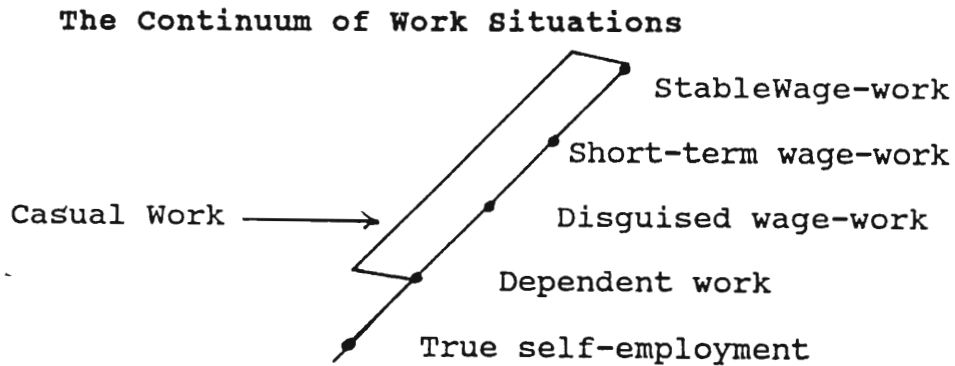 The Continuum of Work Situations
StableWage-work
Short-term wage-work
Casual Work
Disguised wage-work
Dependent work
True self-employment